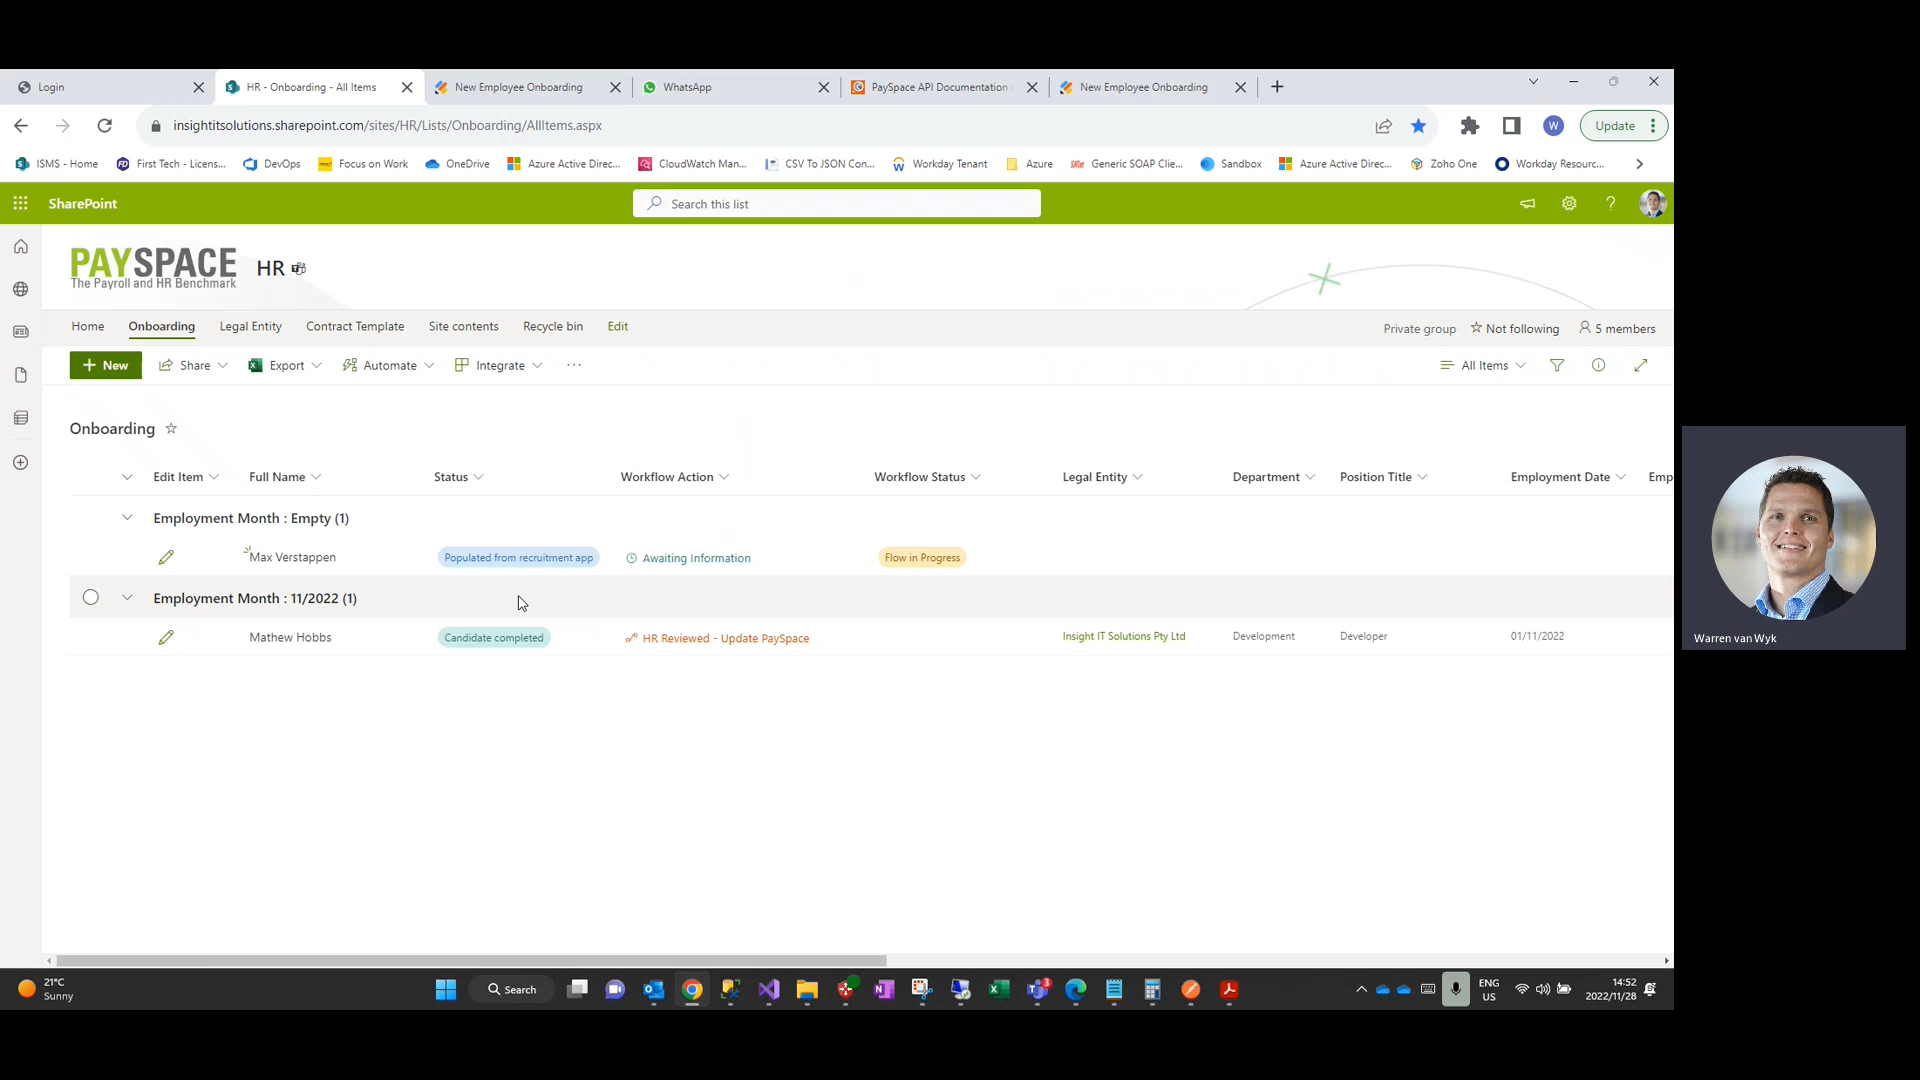 Login
HR - Onboarding - All Items
New Employee Onboarding
WhatsApp
PaySpace API Documentation
New Employee Onboarding
insightitsolutions.sharepoint.com/sites/HR/Lists/Onboarding/AllItems.aspx
W
Update
ISMS - Home
First Tech - Licens...
DevOps
Focus on Work
OneDrive
Azure Active Direc...
CloudWatch Man...
CSV To JSON Con...
Workday Tenant
Azure
Generic SOAP Clie...
Sandbox
Azure Active Direc...
Zoho One
Workday Resourc...
SharePoint
Search this list
?
PAYSPACE
The Payroll and HR Benchmark
HR
Home
Onboarding
Legal Entity
Contract Template
Site contents
Recycle bin
Edit
Private group
Not following
5 members
New
Share
Export
Automate
Integrate
...
All Items
Onboarding
Edit Item
Full Name
Status
Workflow Action
Workflow Status
Legal Entity
Department
Position Title
Employment Date
Emp
Employment Month : Empty (1)
Max Verstappen
Populated from recruitment app
Awaiting Information
Flow in Progress
Employment Month : 11/2022 (1)
Mathew Hobbs
Candidate completed
HR Reviewed - Update PaySpace
Insight IT Solutions Pty Ltd
Development
Developer
01/11/2022
Warren van Wyk
21°C
Sunny
Search
3
ENG
US
14:52
2022/11/28